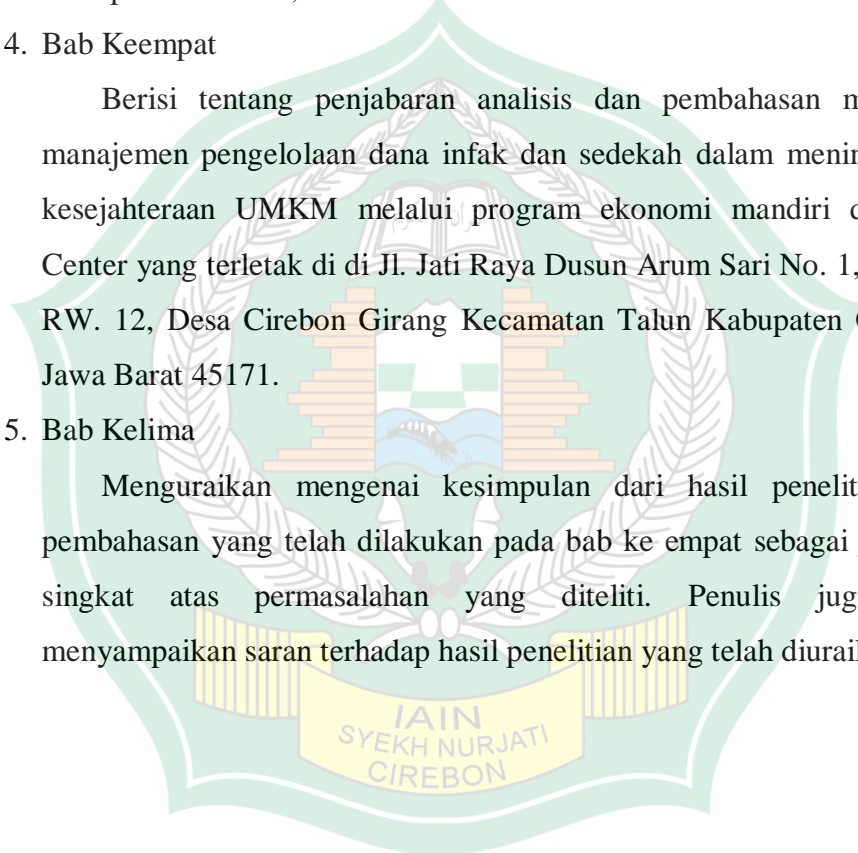 4. Bab Keempat
Berisi tentang penjabaran analisis dan pembahasan
manajemen pengelolaan dana infak dan sedekah dalam
kesejahteraan UMKM melalui program ekonomi mandiri
Center yang terletak di di Jl. Jati Raya Dusun Arum Sari No. 1,
RW. 12, Desa Cirebon Girang Kecamatan Talun Kabupaten
Jawa Barat 45171.
5. Bab Kelima
Menguraikan mengenai kesimpulan dari hasil
pembahasan yang telah dilakukan pada bab ke empat sebagai
singkat atas permasalahan yang diteliti. Penulis
menyampaikan saran terhadap hasil penelitian yang telah
IAIN
SYEKH NURJATI
CIREBON